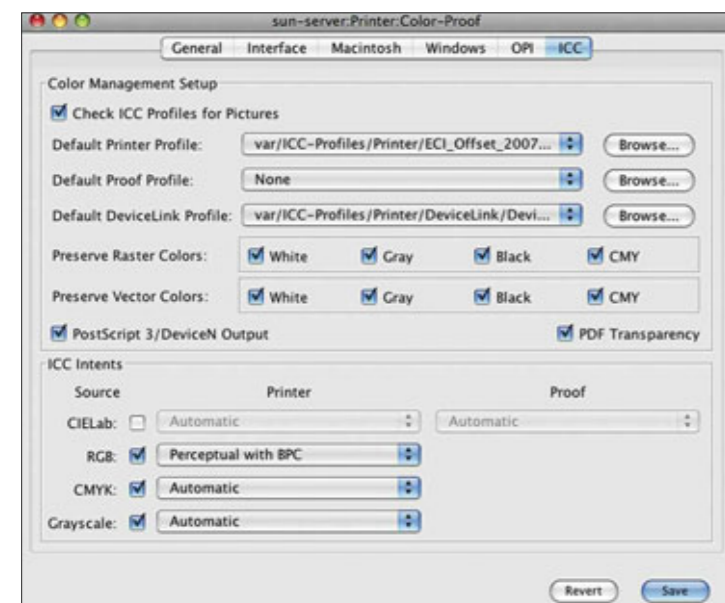 sun-server:Printer:Color-Proof
General Interface Macintosh Windows OPI ICC
Color Management Setup
Check ICC Profiles for Pictures
Default Printer Profile: var/ICC-Profiles/Printer/ECI_Offset_2007... Browse...
Default Proof Profile: None Browse...
Default DeviceLink Profile: var/ICC-Profiles/Printer/DeviceLink/Devi... Browse...
Preserve Raster Colors: White Gray Black CMY
Preserve Vector Colors: White Gray Black CMY
PostScript 3/DeviceN Output PDF Transparency
ICC Intents
Source Printer Proof
CIELab: Automatic Automatic
RGB: Perceptual with BPC
CMYK: Automatic
Grayscale: Automatic
Revert Save